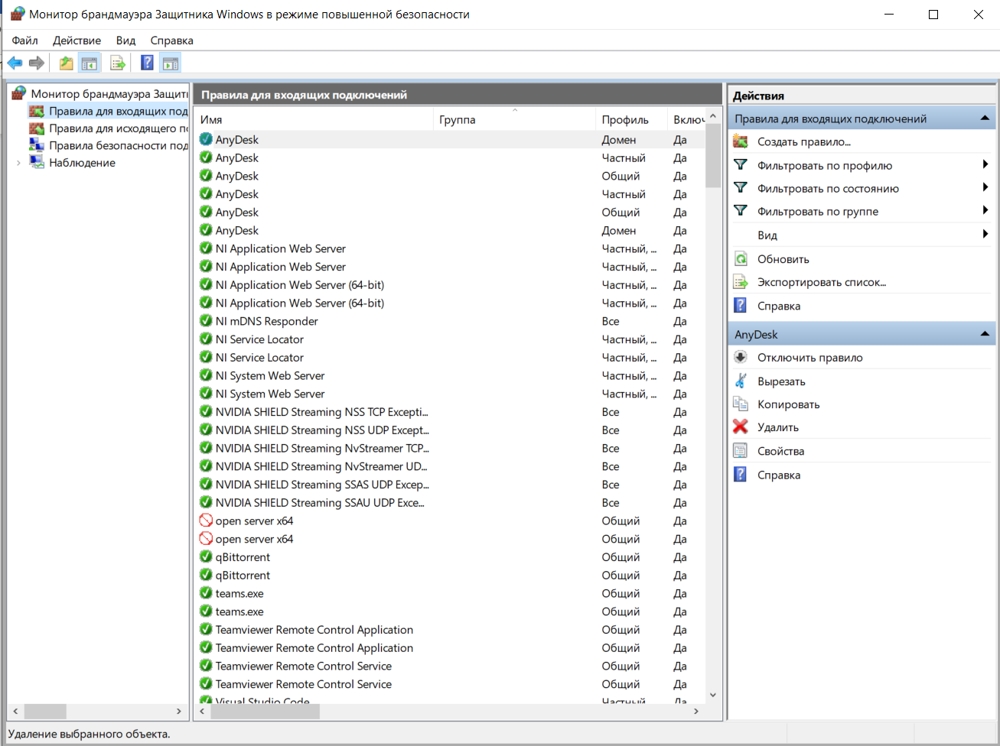 Монитор брандмауэра Защитника Windows в режиме повышенной безопасности
Файл Действие Вид Справка
Монитор брандмауэра Защитн
Правила для входящих под
Правила для исходящего по
Правила безопасности под
Наблюдение
Правила для входящих подключений
Имя Группа Профиль Включ
AnyDesk Домен Да
AnyDesk Частный Да
AnyDesk Общий Да
AnyDesk Частный Да
AnyDesk Общий Да
AnyDesk Домен Да
NI Application Web Server Частный, ... Да
NI Application Web Server Частный, ... Да
NI Application Web Server (64-bit) Частный, ... Да
NI Application Web Server (64-bit) Частный, ... Да
NI mDNS Responder Все Да
NI Service Locator Частный, ... Да
NI Service Locator Частный, ... Да
NI System Web Server Частный, ... Да
NI System Web Server Частный, ... Да
NVIDIA SHIELD Streaming NSS TCP Excepti... Все Да
NVIDIA SHIELD Streaming NSS UDP Except... Все Да
NVIDIA SHIELD Streaming NvStreamer TCP... Все Да
NVIDIA SHIELD Streaming NvStreamer UD... Все Да
NVIDIA SHIELD Streaming SSAS UDP Excep... Все Да
NVIDIA SHIELD Streaming SSAU UDP Exce... Все Да
open server x64 Общий Да
open server x64 Общий Да
qBittorrent Общий Да
qBittorrent Общий Да
teams.exe Общий Да
teams.exe Общий Да
Teamviewer Remote Control Application Общий Да
Teamviewer Remote Control Application Общий Да
Teamviewer Remote Control Service Общий Да
Teamviewer Remote Control Service Общий Да
Visual Studio Code Частный Да
Действия
Правила для входящих подключений
Создать правило...
Фильтровать по профилю
Фильтровать по состоянию
Фильтровать по группе
Вид
Обновить
Экспортировать список...
Справка
AnyDesk
Отключить правило
Вырезать
Копировать
Удалить
Свойства
Справка
Удаление выбранного объекта.